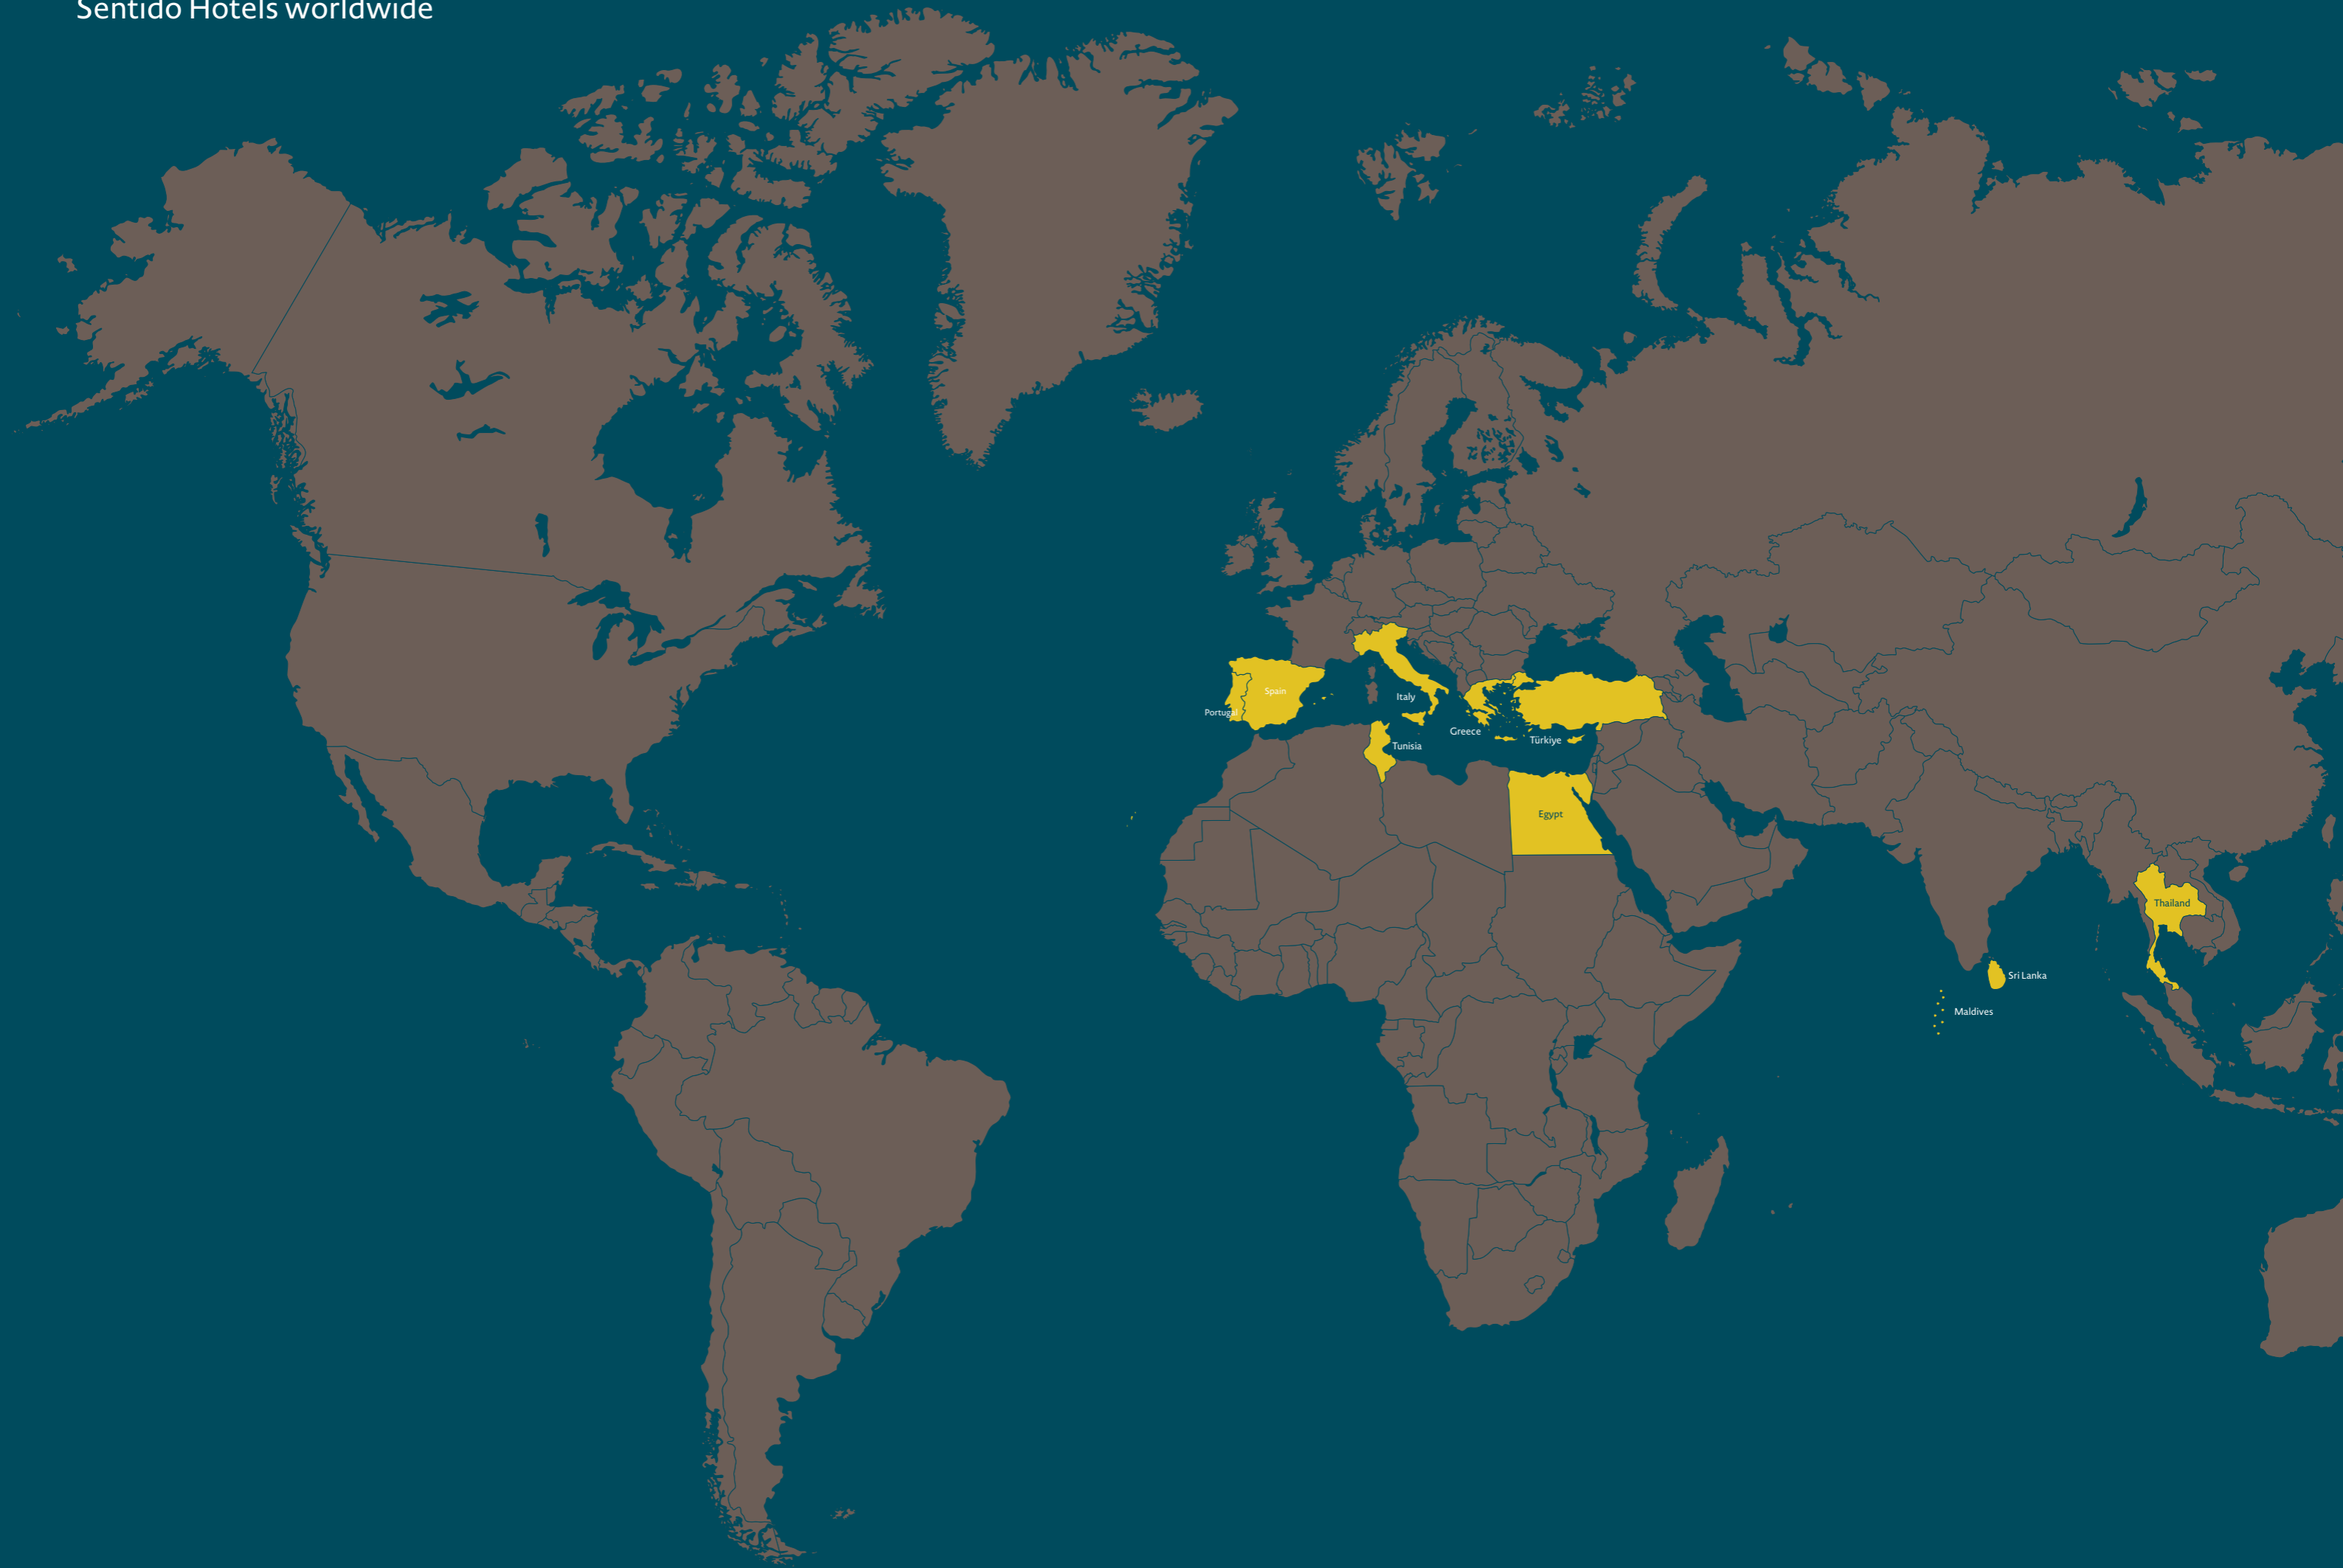 Sentido Hotels worldwide
Spain
Italy
Portugal
Greece
Türkiye
Tunisia
Egypt
Thailand
Sri Lanka
Maldives